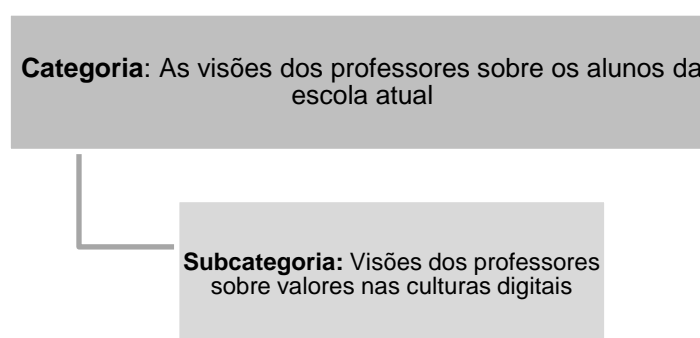 Categoria: As visões dos professores sobre os alunos da
escola atual
Subcategoria: Visões dos professores
sobre valores nas culturas digitais